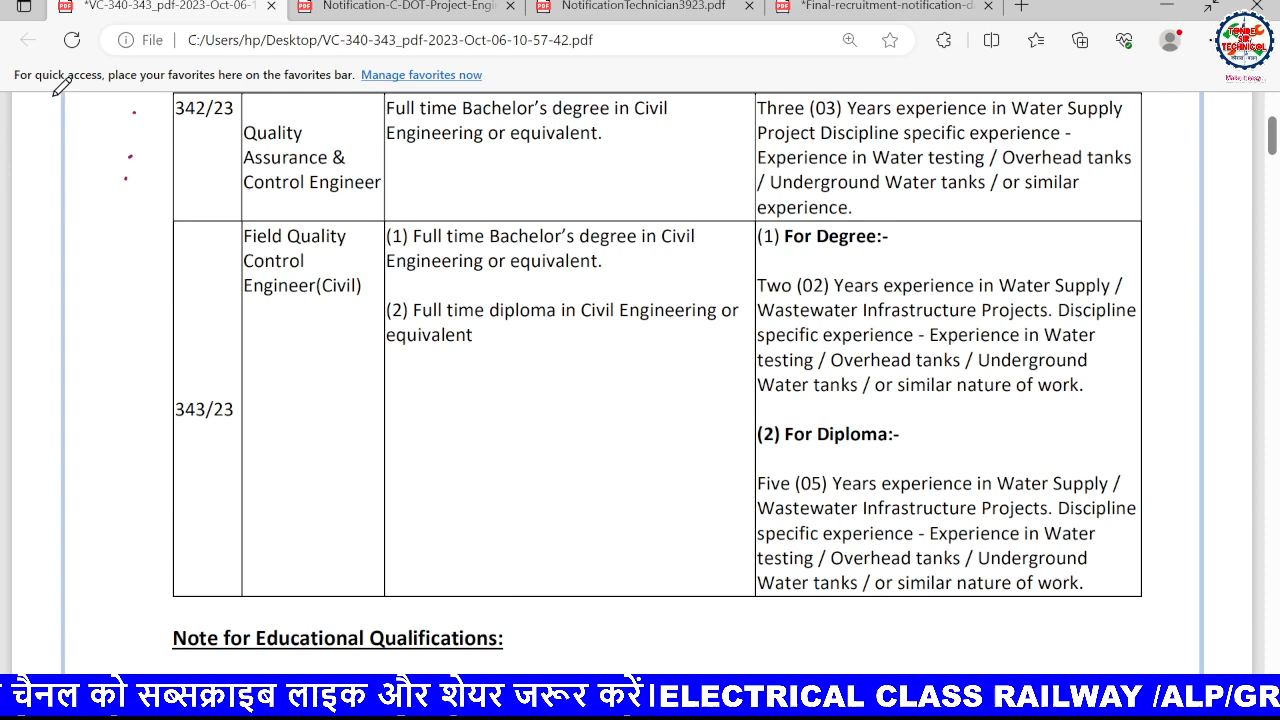 *VC-340-343_pdf-2023-Oct-06-1
Notification-C-DOT-Project-Engi
NotificationTechnician3923.pdf
*Final-recruitment-notification-d
File
C:/Users/hp/Desktop/VC-340-343_pdf-2023-Oct-06-10-57-42.pdf
For quick access, place your favorites here on the favorites bar. Manage favorites now
TONDE
SIR
TECHNICAL
342/23
Quality
Assurance &
Control Engineer
Full time Bachelor's degree in Civil
Engineering or equivalent.
Three (03) Years experience in Water Supply
Project Discipline specific experience -
Experience in Water testing / Overhead tanks
/ Underground Water tanks / or similar
experience.
343/23
Field Quality
Control
Engineer(Civil)
(1) Full time Bachelor's degree in Civil
Engineering or equivalent.
(2) Full time diploma in Civil Engineering or
equivalent
(1) For Degree:-
Two (02) Years experience in Water Supply /
Wastewater Infrastructure Projects. Discipline
specific experience - Experience in Water
testing / Overhead tanks / Underground
Water tanks / or similar nature of work.
(2) For Diploma:-
Five (05) Years experience in Water Supply /
Wastewater Infrastructure Projects. Discipline
specific experience - Experience in Water
testing / Overhead tanks / Underground
Water tanks / or similar nature of work.
Note for Educational Qualifications:
चैनल को सब्सक्राइब लाइक और शेयर जरूर करें।ELECTRICAL CLASS RAILWAY /ALP/GR